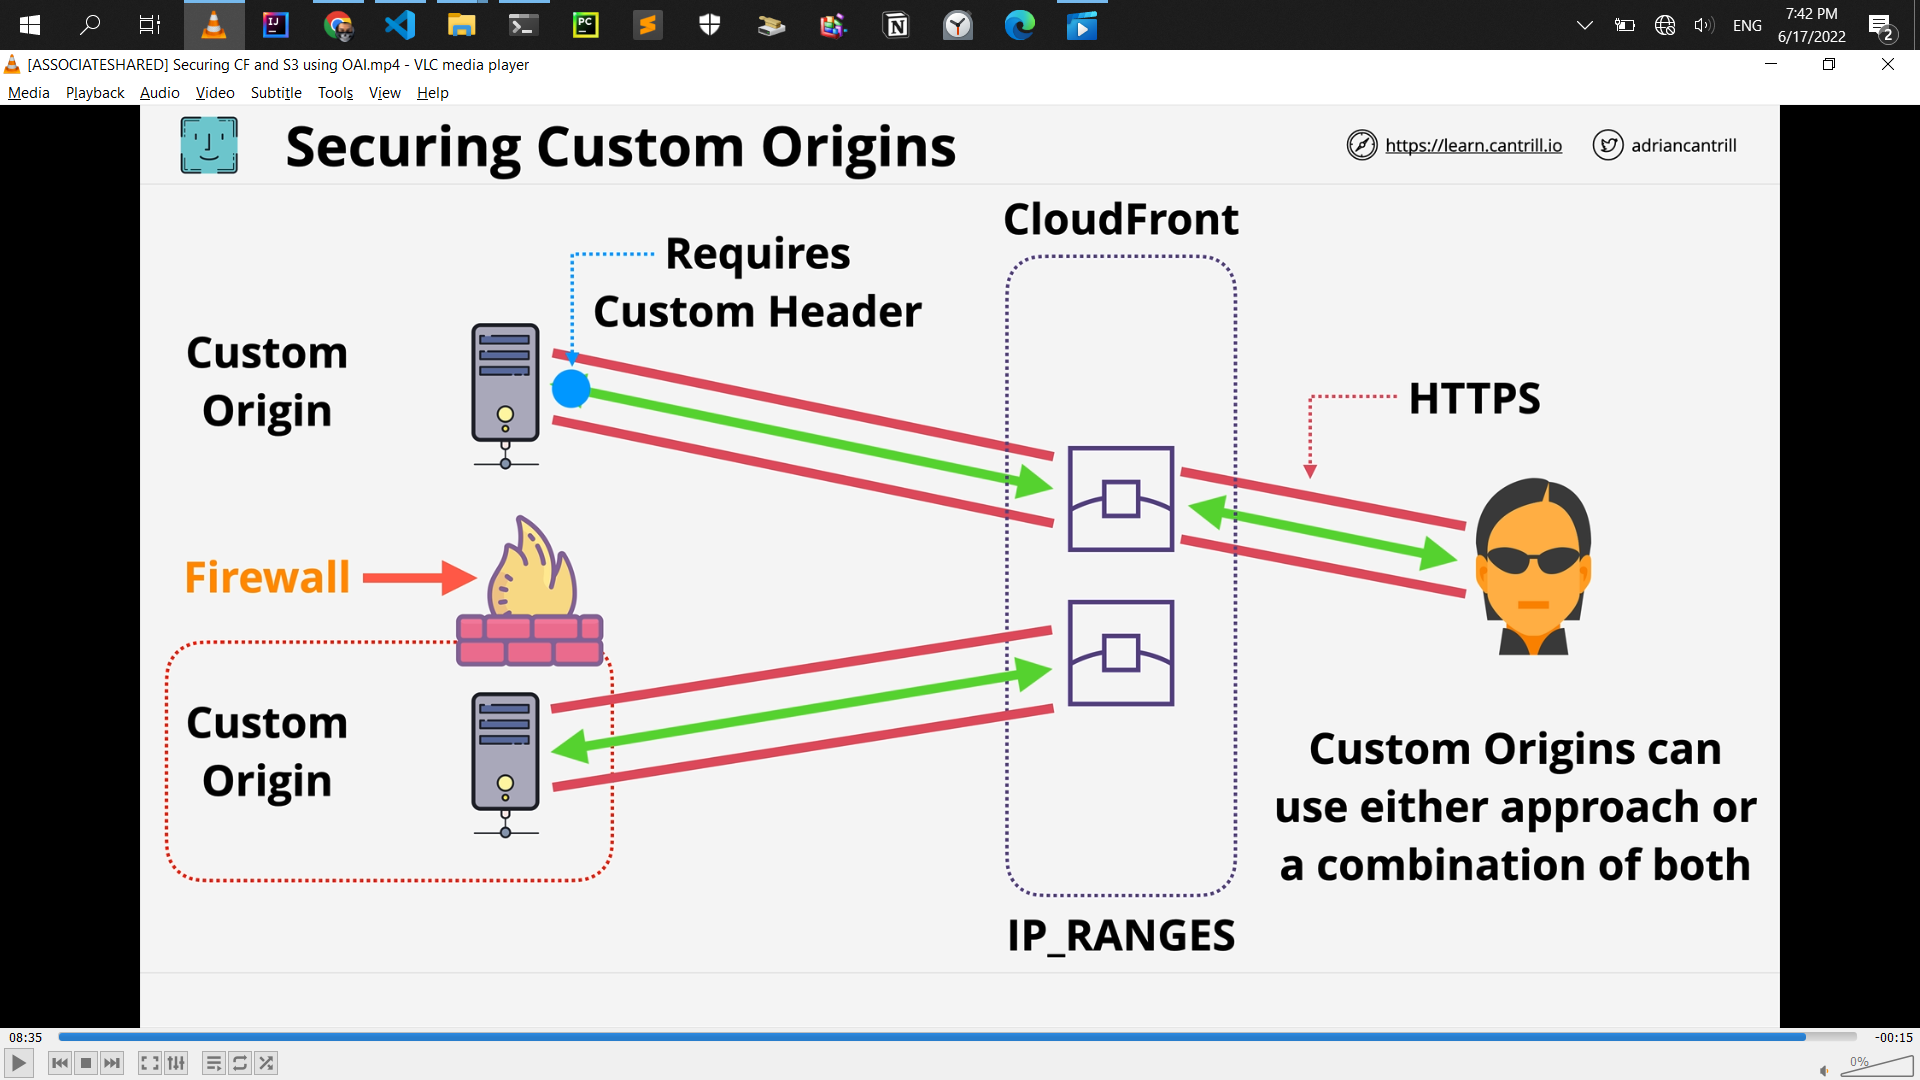 ENG
7:42 PM
6/17/2022
2
[ASSOCIATESHARED] Securing CF and S3 using OAI.mp4 - VLC media player
Media Playback Audio Video Subtitle Tools View Help
Securing Custom Origins
https://learn.cantrill.io
adriancantrill
CloudFront
Requires
Custom Header
Custom
Origin
HTTPS
Firewall
Custom
Origin
Custom Origins can
use either approach or
a combination of both
IP_RANGES
08:35
-00:15
0%